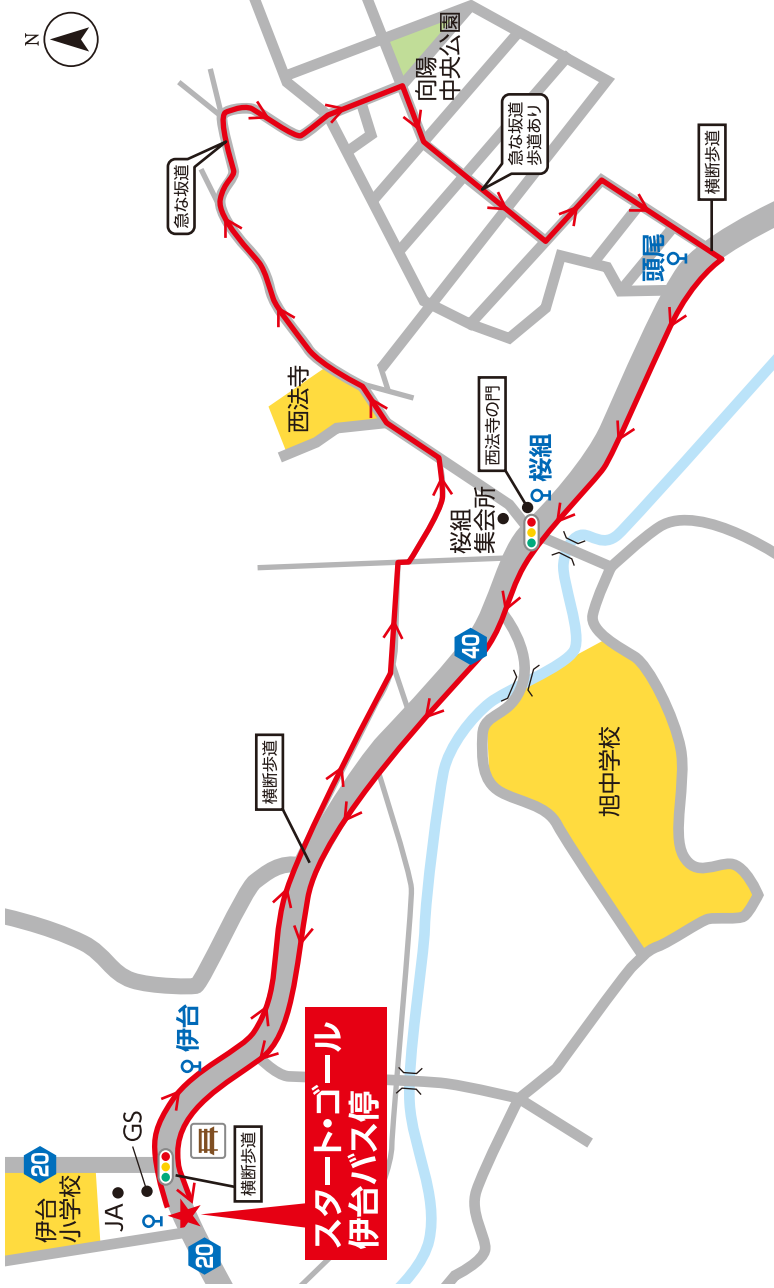 N
伊台
小学校
JA
GS
20
20
伊台
横断歩道
スタート・ゴール
伊台バス停
横断歩道
40
桜組
集会所
西法寺の門
桜組
西法寺
旭中学校
急な坂道
向陽
中央公園
急な坂道
歩道あり
頭尾
横断歩道